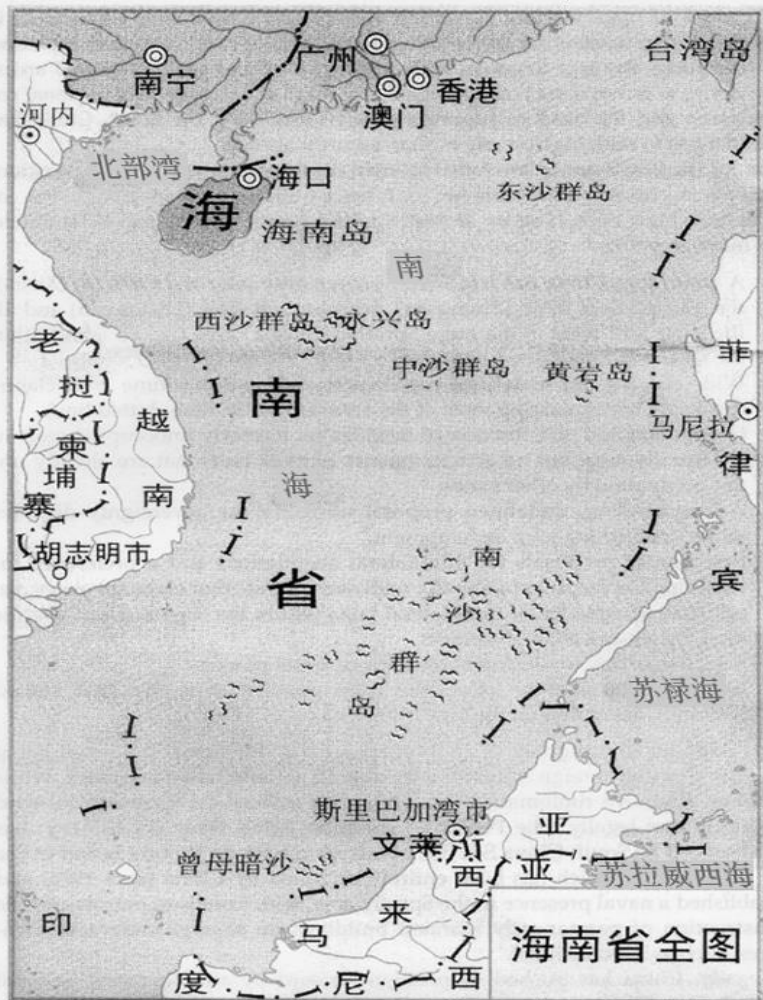 广州
台湾岛
南宁
香港
澳门
河内
北部湾
海口
东沙群岛
海
海南岛
南
西沙群岛
永兴岛
老
挝
中沙群岛
黄岩岛
菲
南
越
马尼拉
柬
埔
寨
南
海
律
胡志明市
南
宾
省
沙
群
岛
苏禄海
斯里巴加湾市
文莱
亚
曾母暗沙
西
亚
苏拉威西海
印
来
马
西
度
尼
海南省全图